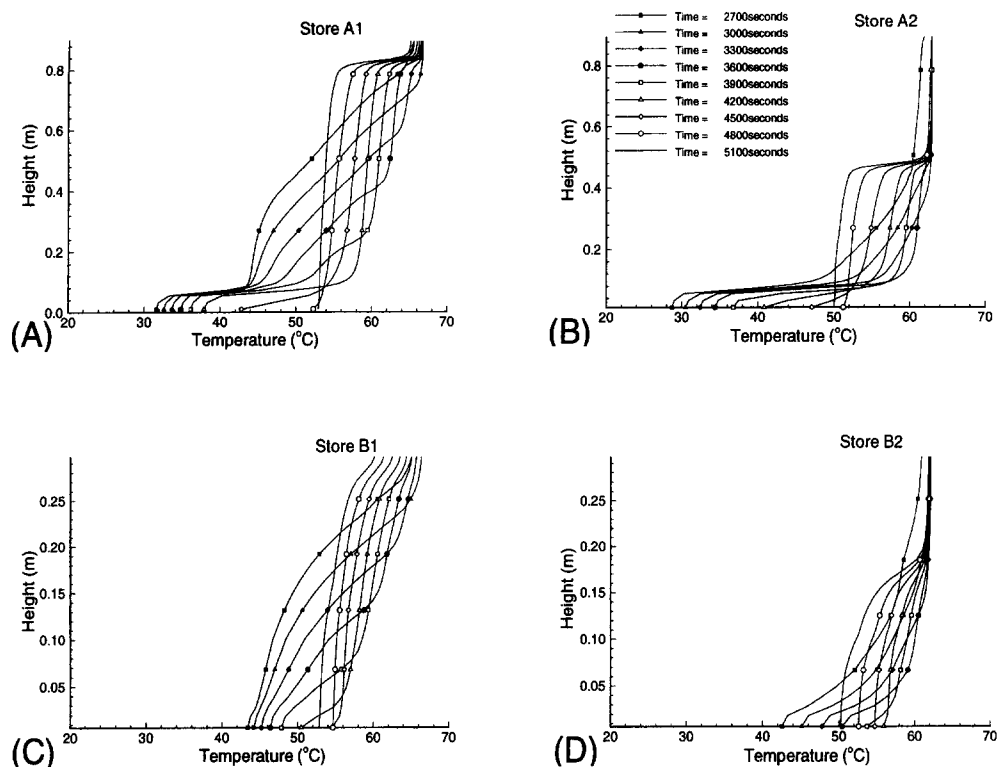 Store A1
Height (m)
0.8
0.6
0.4
0.2
0.0
20 30 40 50 60 70
Temperature (°C)
(A)
Store A2
Time = 2700seconds
Time = 3000seconds
Time = 3300seconds
Time = 3600seconds
Time = 3900seconds
Time = 4200seconds
Time = 4500seconds
Time = 4800seconds
Time = 5100seconds
Height (m)
0.8
0.6
0.4
0.2
20 30 40 50 60 70
Temperature (°C)
(B)
Store B1
Height (m)
0.25
0.20
0.15
0.10
0.05
20 30 40 50 60 70
Temperature (°C)
(C)
Store B2
Height (m)
0.25
0.20
0.15
0.10
0.05
20 30 40 50 60 70
Temperature (°C)
(D)